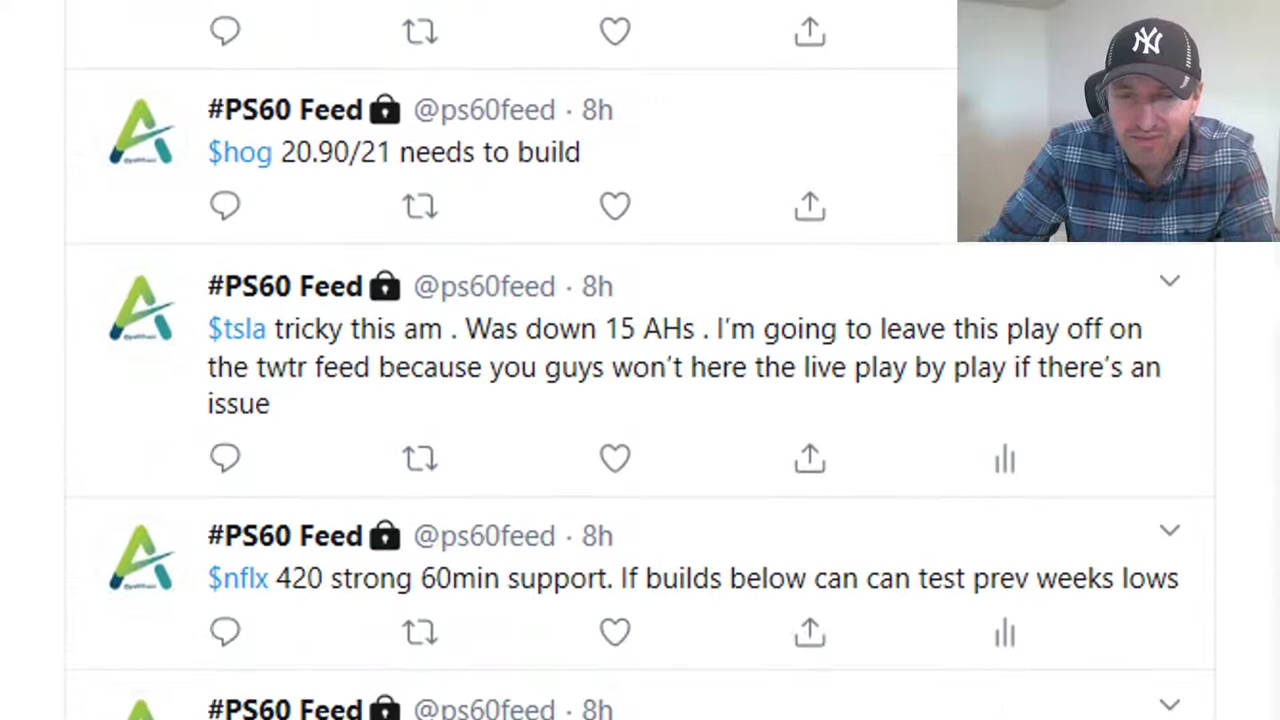 #PS60 Feed🔒 @ps60feed · 8h
$hog 20.90/21 needs to build
NY
#PS60 Feed🔒 @ps60feed · 8h
$tsla tricky this am . Was down 15 AHs . I’m going to leave this play off on
the twtr feed because you guys won’t here the live play by play if there’s an
issue
#PS60 Feed🔒 @ps60feed · 8h
$nflx 420 strong 60min support. If builds below can can test prev weeks lows
#PS60 Feed🔒 @ps60feed · 8h